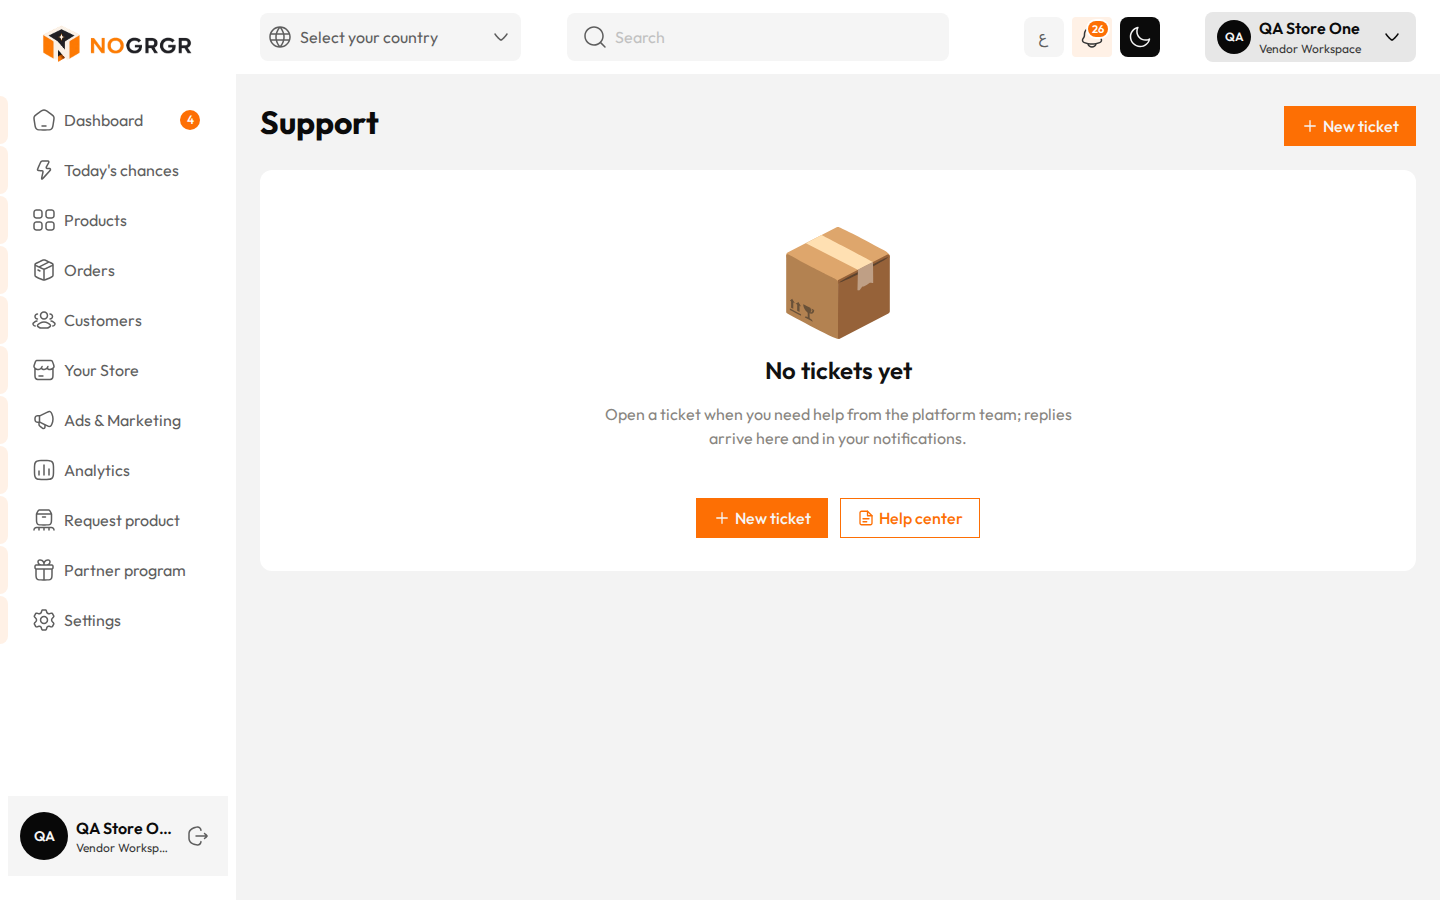 NOGRGR
Select your country
Search
ع
26
QA
QA Store One
Vendor Workspace
Dashboard
4
Today's chances
Products
Orders
Customers
Your Store
Ads & Marketing
Analytics
Request product
Partner program
Settings
QA
QA Store O...
Vendor Worksp...
Support
+ New ticket
No tickets yet
Open a ticket when you need help from the platform team; replies
arrive here and in your notifications.
+ New ticket
Help center